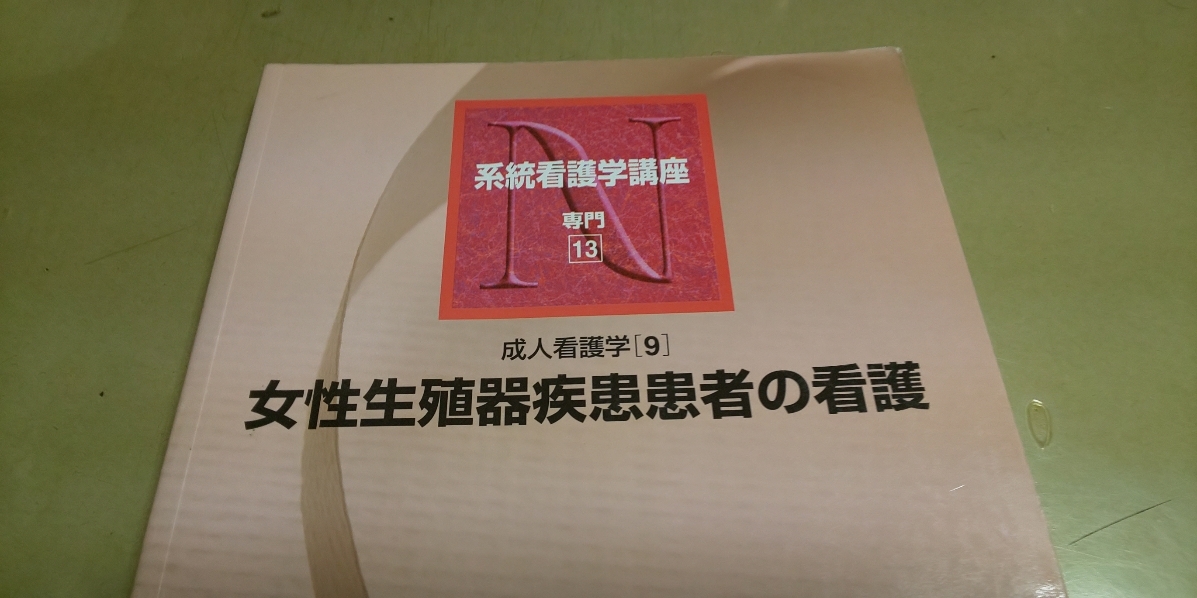 系統看護学講座
専門
13
成人看護学[9]
女性生殖器疾患患者の看護